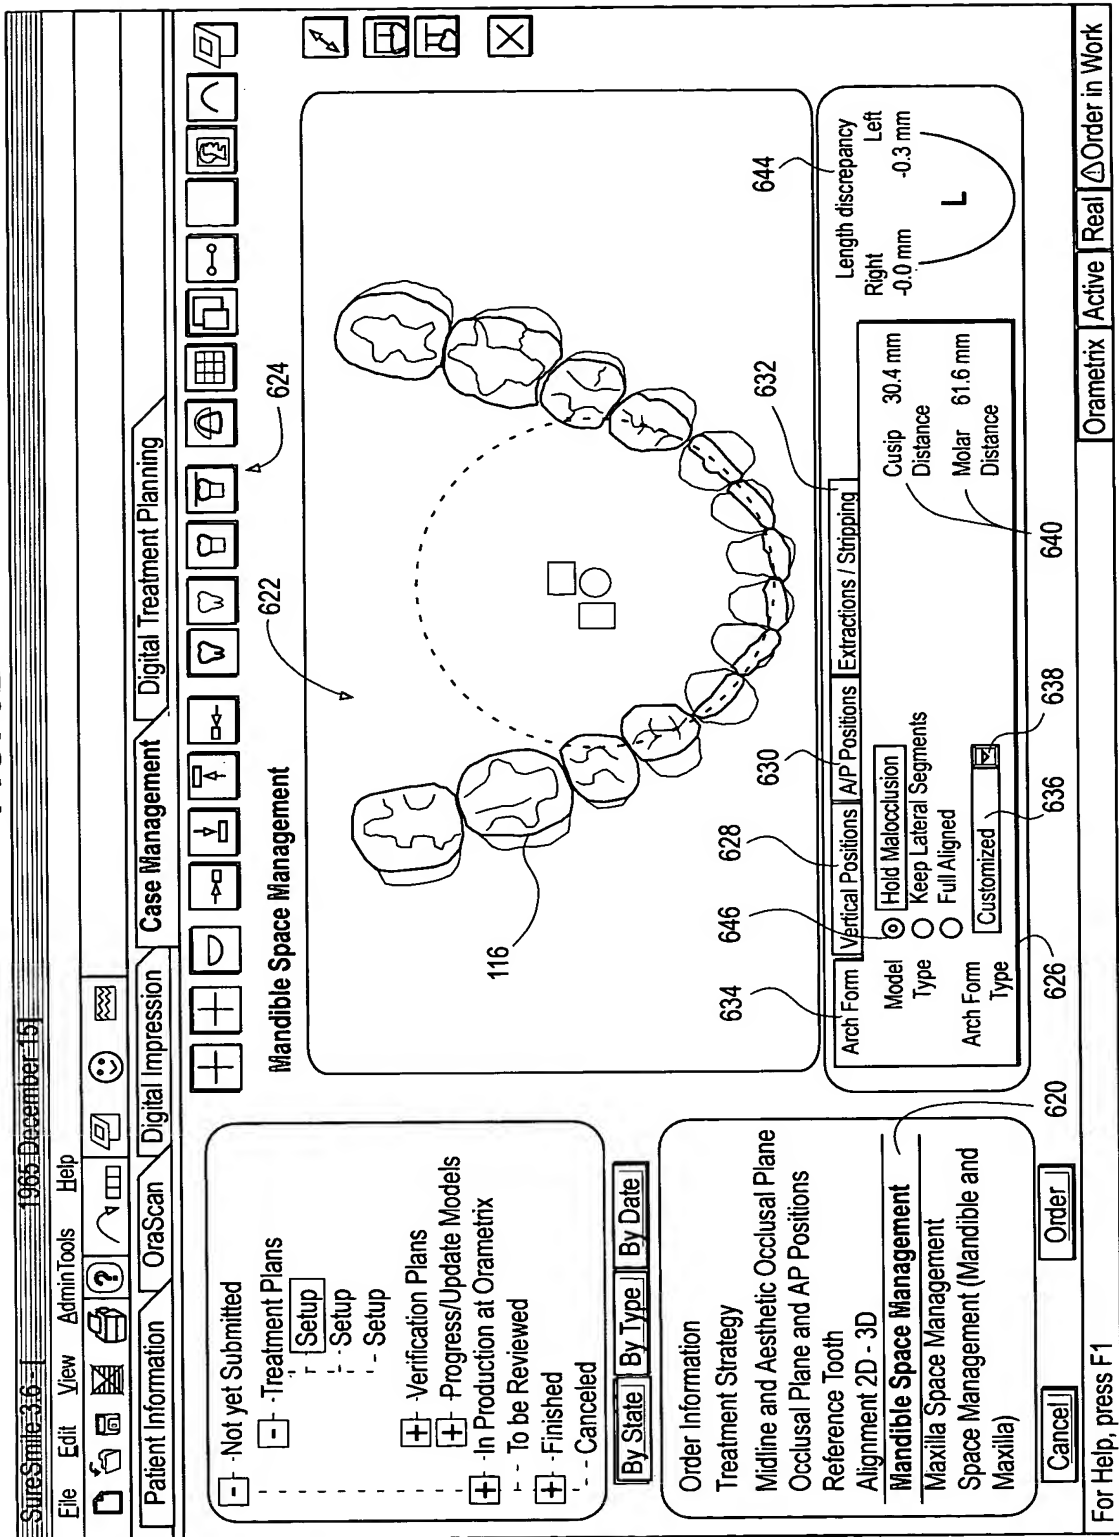 SureSmile 3.6 - [ 1965 December 15]
File Edit View Admin Tools Help
?
Patient Information OraScan Digital Impression Case Management Digital Treatment Planning
- Not yet Submitted
- Treatment Plans
Setup
Setup
Setup
+ Verification Plans
+ Progress/Update Models
+ In Production at Orametrix
To be Reviewed
+ Finished
Canceled
By State By Type By Date
Order Information
Treatment Strategy
Midline and Aesthetic Occlusal Plane
Occlusal Plane and AP Positions
Reference Tooth
Alignment 2D - 3D
Mandible Space Management
Maxilla Space Management
Space Management (Mandible and
Maxilla)
Cancel Order
620
Mandible Space Management
622
624
116
634
646
628
630
632
644
Arch Form Vertical Positions A/P Positions Extractions / Stripping
Model
Type
Hold Malocclusion
Keep Lateral Segments
Full Aligned
Arch Form
Type
Customized
Cusip
Distance
30.4 mm
Molar
Distance
61.6 mm
Length discrepancy
Right Left
-0.0 mm -0.3 mm
L
626
636
638
640
For Help, press F1
Orametrix Active Real Order in Work